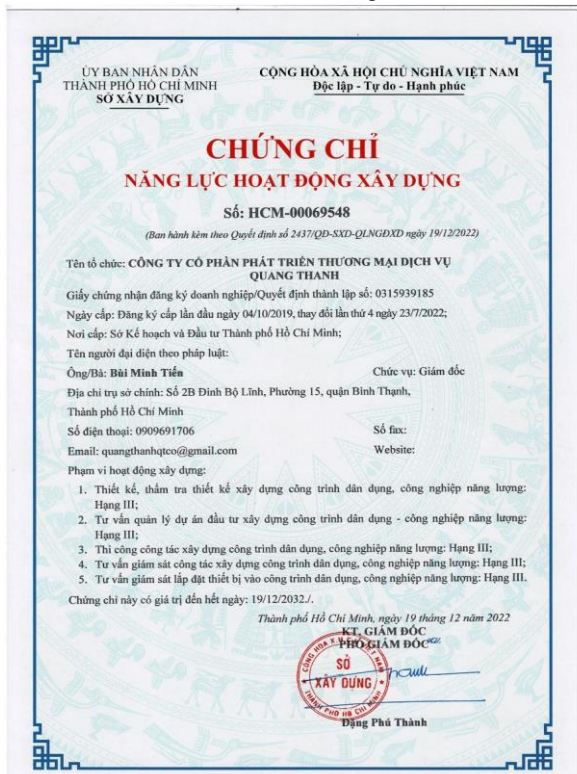 ỦY BAN NHÂN DÂN
THÀNH PHỐ HỒ CHÍ MINH
SỞ XÂY DỰNG
CỘNG HÒA XÃ HỘI CHỦ NGHĨA VIỆT NAM
Độc lập - Tự do - Hạnh phúc
CHỨNG CHỈ
NĂNG LỰC HOẠT ĐỘNG XÂY DỰNG
Số: HCM-00069548
(Ban hành kèm theo Quyết định số 2437/QĐ-SXD-QLNGĐXD ngày 19/12/2022)
Tên tổ chức: CÔNG TY CỔ PHẦN PHÁT TRIỂN THƯƠNG MẠI DỊCH VỤ
QUANG THANH
Giấy chứng nhận đăng ký doanh nghiệp/Quyết định thành lập số: 0315939185
Ngày cấp: Đăng ký cấp lần đầu ngày 04/10/2019, thay đổi lần thứ 4 ngày 23/7/2022;
Nơi cấp: Sở Kế hoạch và Đầu tư Thành phố Hồ Chí Minh;
Tên người đại diện theo pháp luật:
Ông/Bà: Bùi Minh Tiến Chức vụ: Giám đốc
Địa chỉ trụ sở chính: Số 2B Đinh Bộ Lĩnh, Phường 15, quận Bình Thạnh,
Thành phố Hồ Chí Minh
Số điện thoại: 0909691706 Số fax:
Email: quangthanhqtco@gmail.com Website:
Phạm vi hoạt động xây dựng:
1. Thiết kế, thẩm tra thiết kế xây dựng công trình dân dụng, công nghiệp năng lượng:
Hạng III;
2. Tư vấn quản lý dự án đầu tư xây dựng công trình dân dụng - công nghiệp năng lượng:
Hạng III;
3. Thi công công tác xây dựng công trình dân dụng, công nghiệp năng lượng: Hạng III;
4. Tư vấn giám sát công tác xây dựng công trình dân dụng, công nghiệp năng lượng: Hạng III;
5. Tư vấn giám sát lắp đặt thiết bị vào công trình dân dụng, công nghiệp năng lượng: Hạng III.
Chứng chỉ này có giá trị đến hết ngày: 19/12/2032./.
Thành phố Hồ Chí Minh, ngày 19 tháng 12 năm 2022
KT. GIÁM ĐỐC
PHÓ GIÁM ĐỐC
SỞ
XÂY DỰNG
THÀNH PHỐ HỒ CHÍ MINH
Đặng Phú Thành